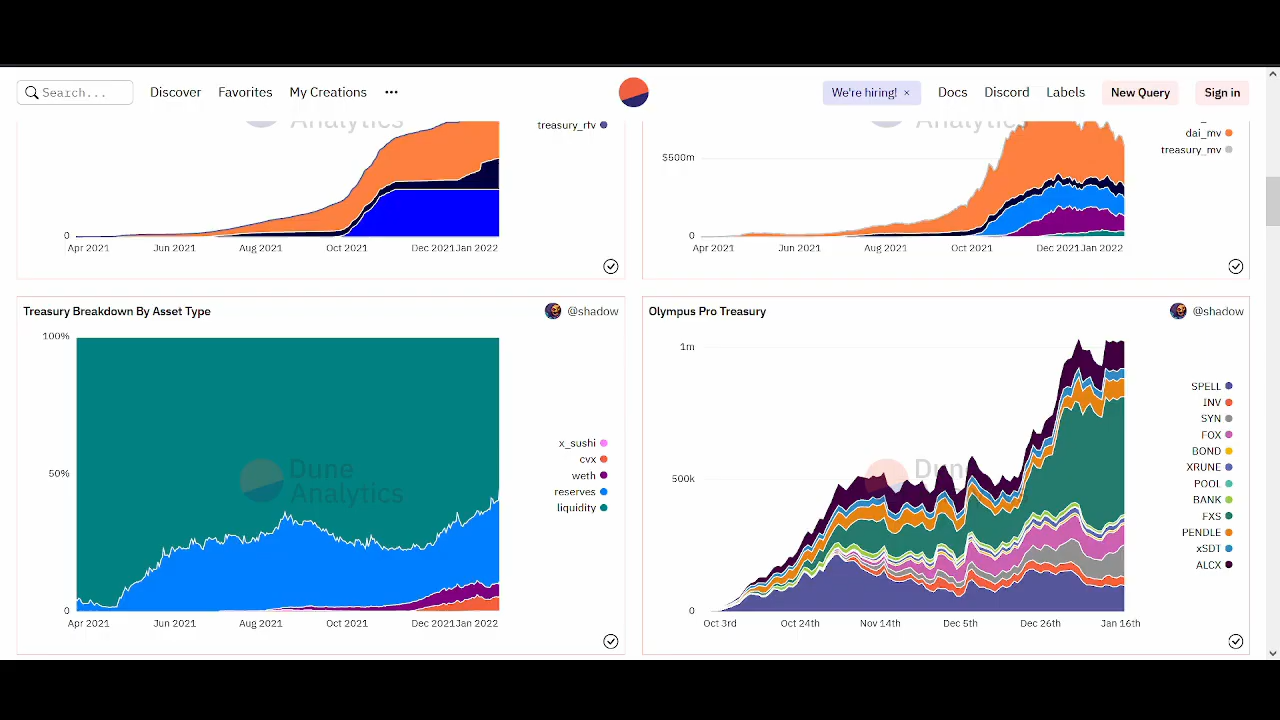 Search...
Discover
Favorites
My Creations
We're hiring! ×
Docs
Discord
Labels
New Query
Sign in
Analytics
treasury_rfv
0
Apr 2021
Jun 2021
Aug 2021
Oct 2021
Dec 2021
Jan 2022
Analytics
dai_mv
treasury_mv
$500m
0
Apr 2021
Jun 2021
Aug 2021
Oct 2021
Dec 2021
Jan 2022
Treasury Breakdown By Asset Type
@shadow
100%
50%
0
Dune
Analytics
x_sushi
cvx
weth
reserves
liquidity
Apr 2021
Jun 2021
Aug 2021
Oct 2021
Dec 2021
Jan 2022
Olympus Pro Treasury
@shadow
1m
500k
0
SPELL
INV
SYN
FOX
BOND
XRUNE
POOL
BANK
FXS
PENDLE
xSDT
ALCX
Oct 3rd
Oct 24th
Nov 14th
Dec 5th
Dec 26th
Jan 16th